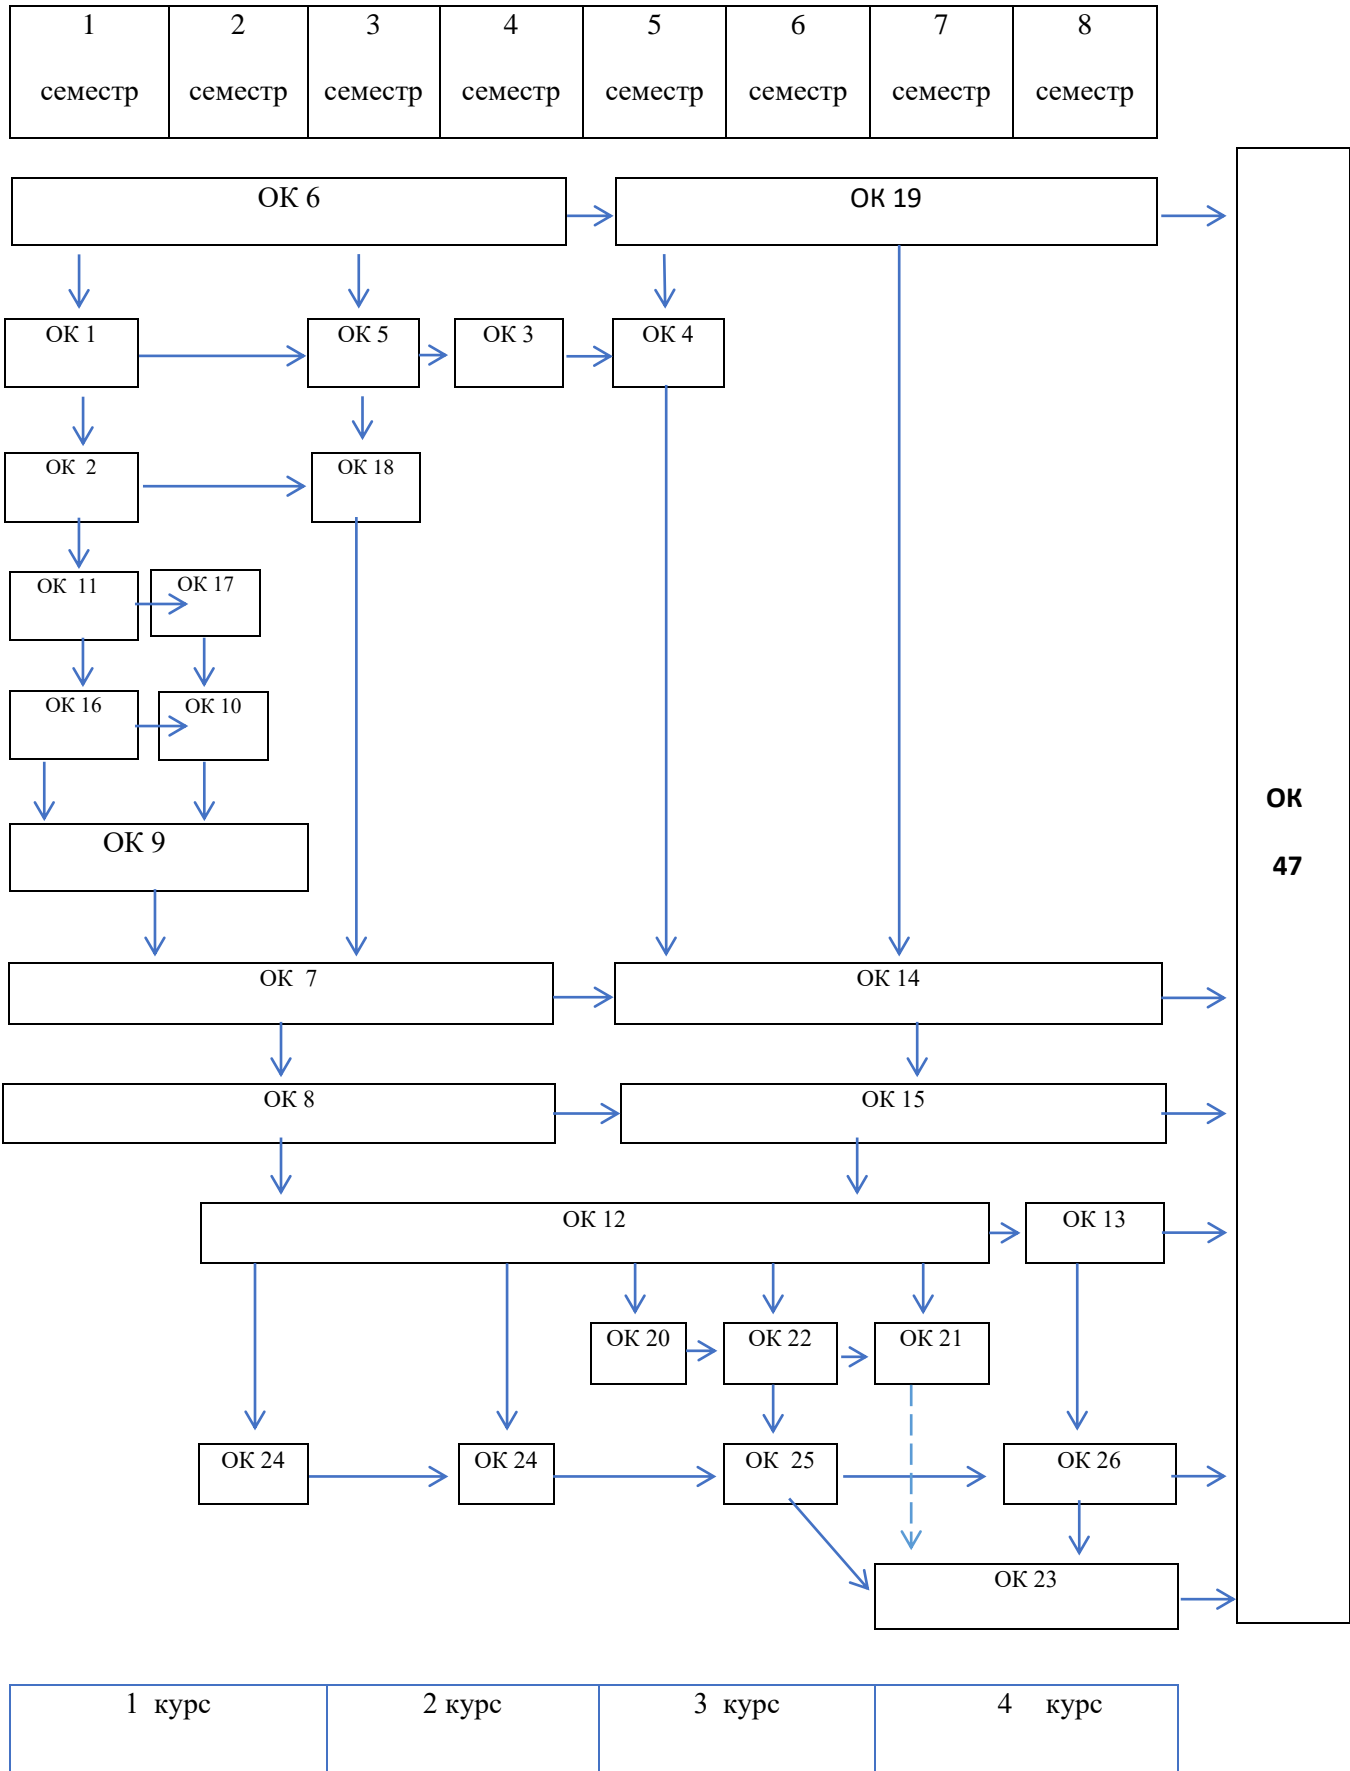 1 2 3 4 5 6 7 8
семестр семестр семестр семестр семестр семестр семестр семестр
ОК 6 ОК 19
ОК 1 ОК 5 ОК 3 ОК 4
ОК 2 ОК 18
ОК 11 ОК 17
ОК 16 ОК 10
ОК
47
ОК 9
ОК 7 ОК 14
ОК 8 ОК 15
ОК 12 ОК 13
ОК 20 ОК 22 ОК 21
ОК 24 ОК 24 ОК 25 ОК 26
ОК 23
1 курс 2 курс 3 курс 4 курс